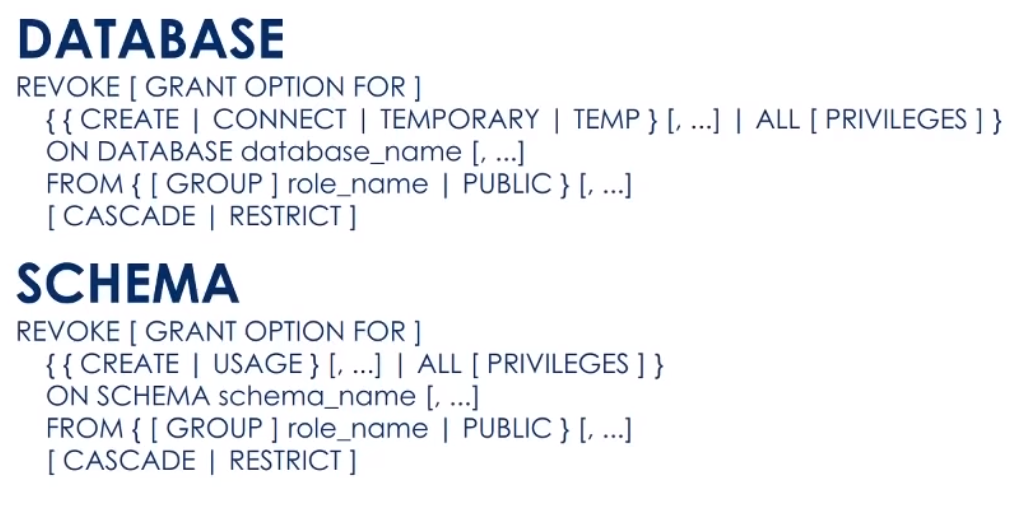 DATABASE
REVOKE [ GRANT OPTION FOR ]
{ { CREATE | CONNECT | TEMPORARY | TEMP } [, ...] | ALL [ PRIVILEGES ] }
ON DATABASE database_name [, ...]
FROM { [ GROUP ] role_name | PUBLIC } [, ...]
[ CASCADE | RESTRICT ]
SCHEMA
REVOKE [ GRANT OPTION FOR ]
{ { CREATE | USAGE } [, ...] | ALL [ PRIVILEGES ] }
ON SCHEMA schema_name [, ...]
FROM { [ GROUP ] role_name | PUBLIC } [, ...]
[ CASCADE | RESTRICT ]